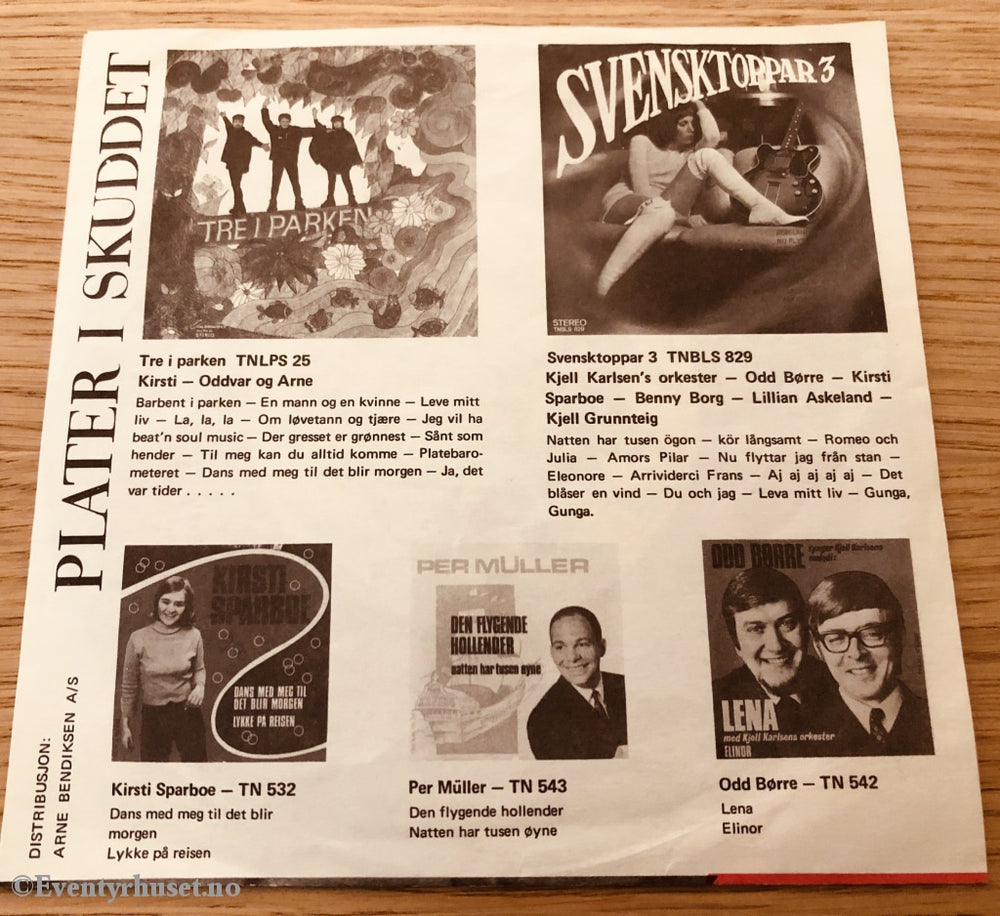 PLATER I SKUDDET
DISTRIBUSJON:
ARNE BENDIKSEN A/S
TRE I PARKEN
Tre i parken TNLPS 25
Kirsti – Oddvar og Arne
Barbent i parken – En mann og en kvinne – Leve mitt
liv – La, la, la – Om løvetann og tjære – Jeg vil ha
beat'n soul music – Der gresset er grønnest – Sånt som
hender – Til meg kan du alltid komme – Platebaro-
meteret – Dans med meg til det blir morgen – Ja, det
var tider . . . . .
SVENSKTOPPAR 3
STEREO
TNBLS 829
Svensktoppar 3 TNBLS 829
Kjell Karlsen's orkester – Odd Børre – Kirsti
Sparboe – Benny Borg – Lillian Askeland –
Kjell Grunnteig
Natten har tusen ögon – kör långsamt – Romeo och
Julia – Amors Pilar – Nu flyttar jag från stan –
Eleonore – Arrividerci Frans – Aj aj aj aj aj – Det
blåser en vind – Du och jag – Leva mitt liv – Gunga,
Gunga.
KIRSTI
SPARBOE
DANS MED MEG TIL
DET BLIR MORGEN
LYKKE PÅ REISEN
Kirsti Sparboe – TN 532
Dans med meg til det blir
morgen
Lykke på reisen
PER MÜLLER
DEN FLYGENDE
HOLLENDER
natten har tusen øyne
Per Müller – TN 543
Den flygende hollender
Natten har tusen øyne
ODD BØRRE
synger Kjell Karlsens
LENA
med Kjell Karlsens orkester
ELINOR
Odd Børre – TN 542
Lena
Elinor
©Eventyrhuset.no